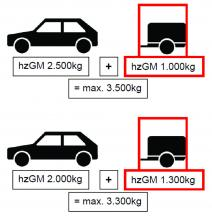 hzGM 2.500kg + hzGM 1.000kg
= max. 3.500kg
hzGM 2.000kg + hzGM 1.300kg
= max. 3.300kg